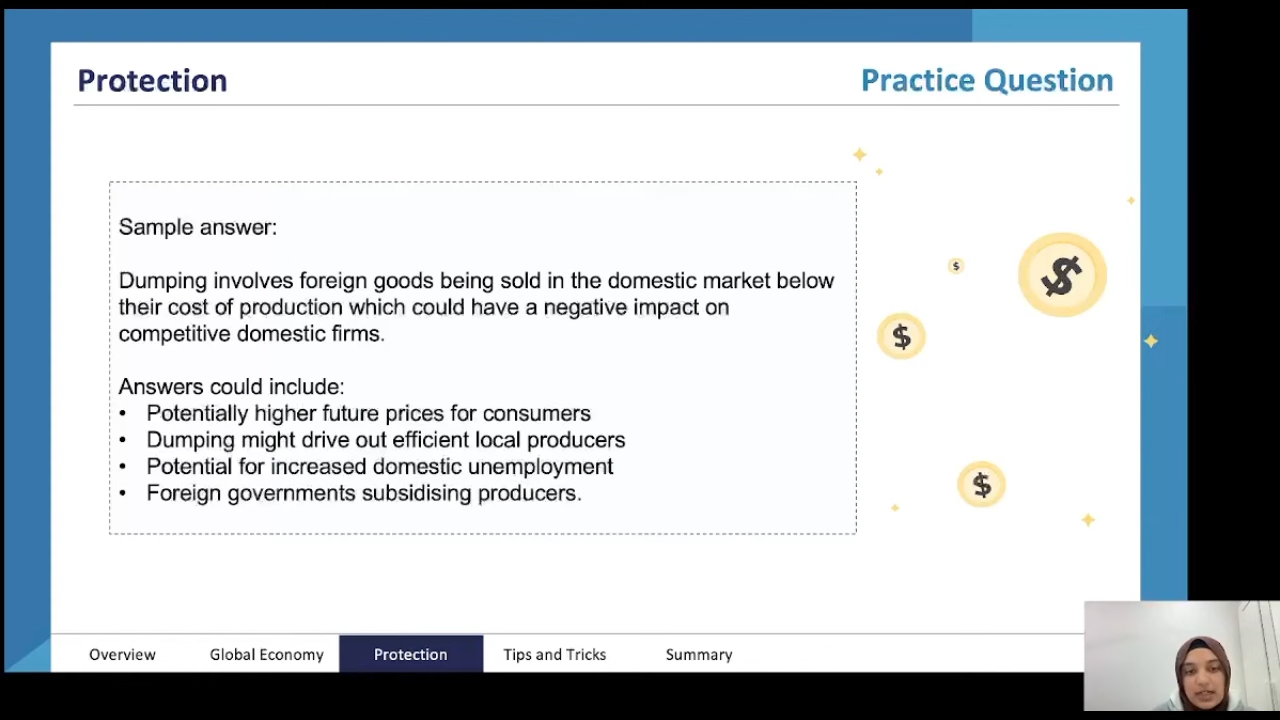 Protection
Practice Question
Sample answer:
Dumping involves foreign goods being sold in the domestic market below
their cost of production which could have a negative impact on
competitive domestic firms.
Answers could include:
• Potentially higher future prices for consumers
• Dumping might drive out efficient local producers
• Potential for increased domestic unemployment
• Foreign governments subsidising producers.
$
$
$
$
Overview
Global Economy
Protection
Tips and Tricks
Summary